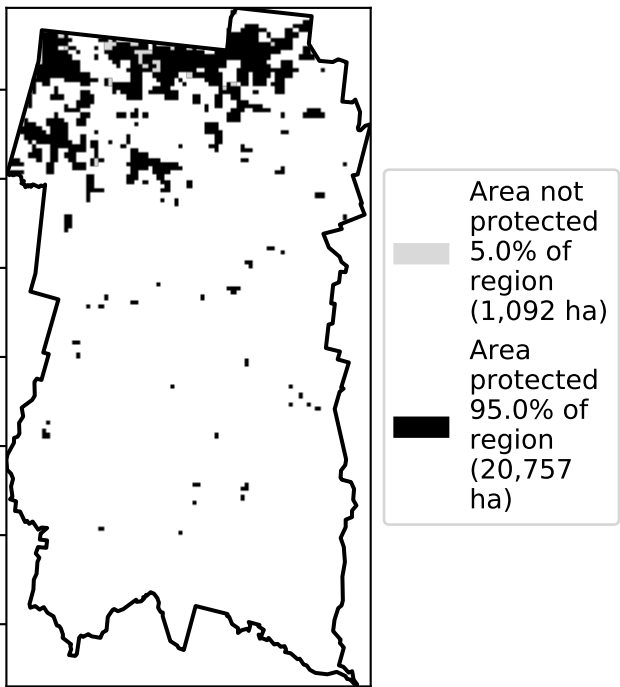 Area not
protected
5.0% of
region
(1,092 ha)
Area
protected
95.0% of
region
(20,757
ha)